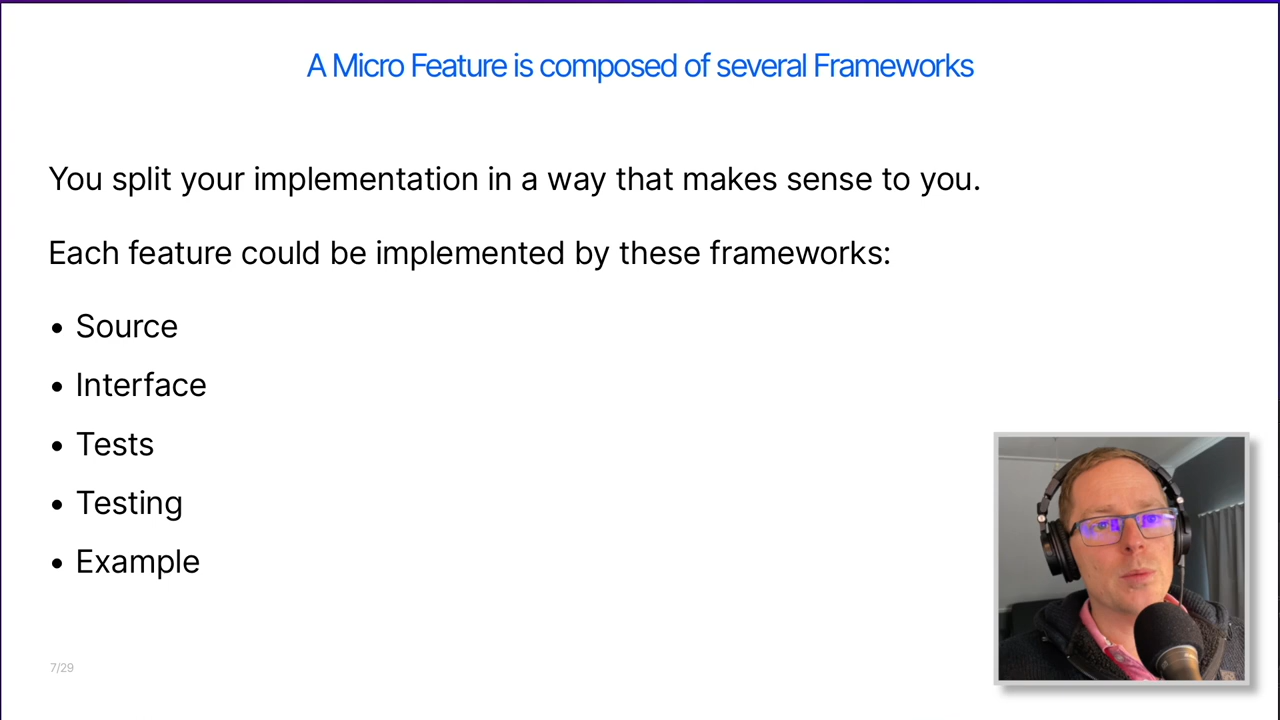 A Micro Feature is composed of several Frameworks
You split your implementation in a way that makes sense to you.
Each feature could be implemented by these frameworks:
• Source
• Interface
• Tests
• Testing
• Example
7/29